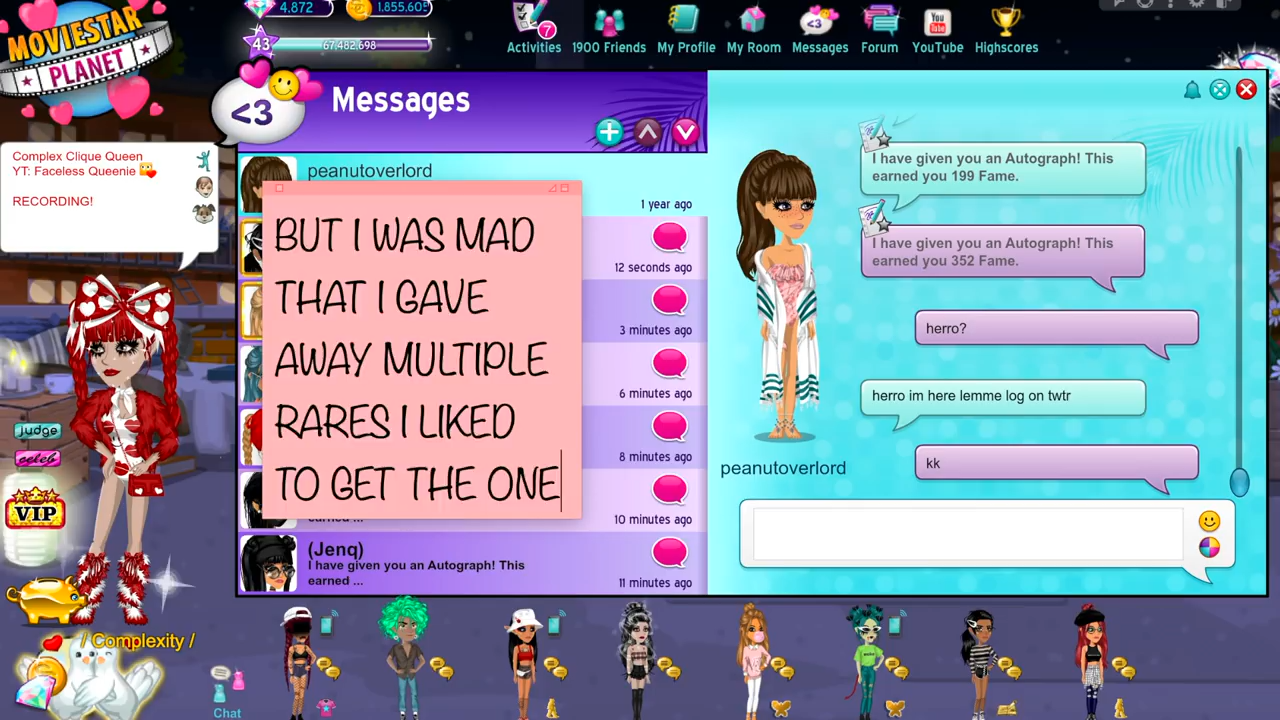 MOVIESTAR
PLANET
4.872
1.855.605
43
67.482.698
7
Activities
1900 Friends
My Profile
My Room
<3
Messages
Forum
You
Tube
YouTube
Highscores
<3
Messages
Complex Clique Queen
YT: Faceless Queenie
RECORDING!
peanutoverlord
1 year ago
12 seconds ago
3 minutes ago
6 minutes ago
8 minutes ago
earned ...
10 minutes ago
(Jenq)
I have given you an Autograph! This
earned ...
11 minutes ago
BUT I WAS MAD
THAT I GAVE
AWAY MULTIPLE
RARES I LIKED
TO GET THE ONE
I have given you an Autograph! This
earned you 199 Fame.
I have given you an Autograph! This
earned you 352 Fame.
herro?
herro im here lemme log on twtr
kk
peanutoverlord
judge
celeb
VIP
/ Complexity /
Chat